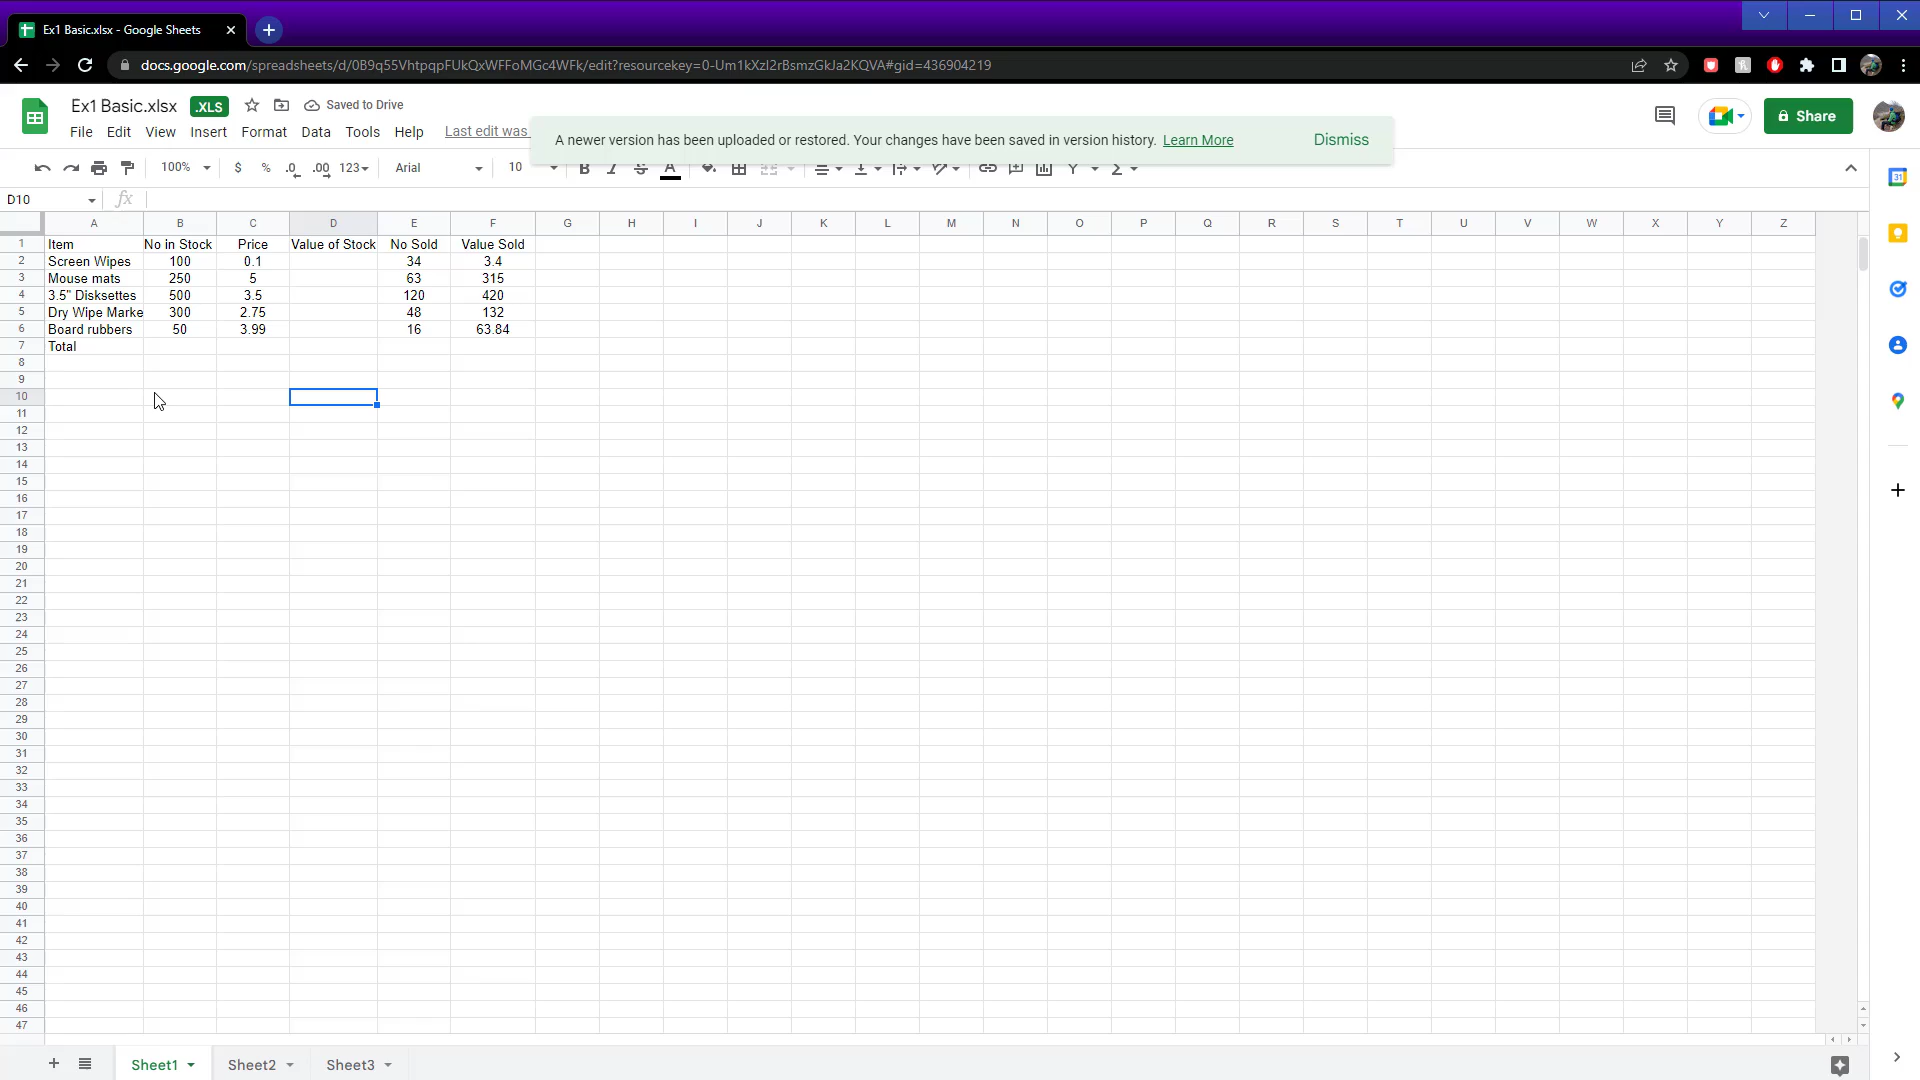 Ex1 Basic.xlsx - Google Sheets
docs.google.com/spreadsheets/d/0B9q55VhtpqpFUkQxWFFoMGc4WFk/edit?resourcekey=0-Um1kXzI2rBsmzGkJa2KQVA#gid=436904219
Ex1 Basic.xlsx .XLS Saved to Drive
File Edit View Insert Format Data Tools Help Last edit was
A newer version has been uploaded or restored. Your changes have been saved in version history. Learn More Dismiss
Share
100% $ % .0 .00 123 Arial 10 B I S A
D10 fx
A B C D E F G H I J K L M N O P Q R S T U V W X Y Z
1 Item No in Stock Price Value of Stock No Sold Value Sold
2 Screen Wipes 100 0.1 34 3.4
3 Mouse mats 250 5 63 315
4 3.5" Disksettes 500 3.5 120 420
5 Dry Wipe Marke 300 2.75 48 132
6 Board rubbers 50 3.99 16 63.84
7 Total
8
9
10
11
12
13
14
15
16
17
18
19
20
21
22
23
24
25
26
27
28
29
30
31
32
33
34
35
36
37
38
39
40
41
42
43
44
45
46
47
Sheet1 Sheet2 Sheet3